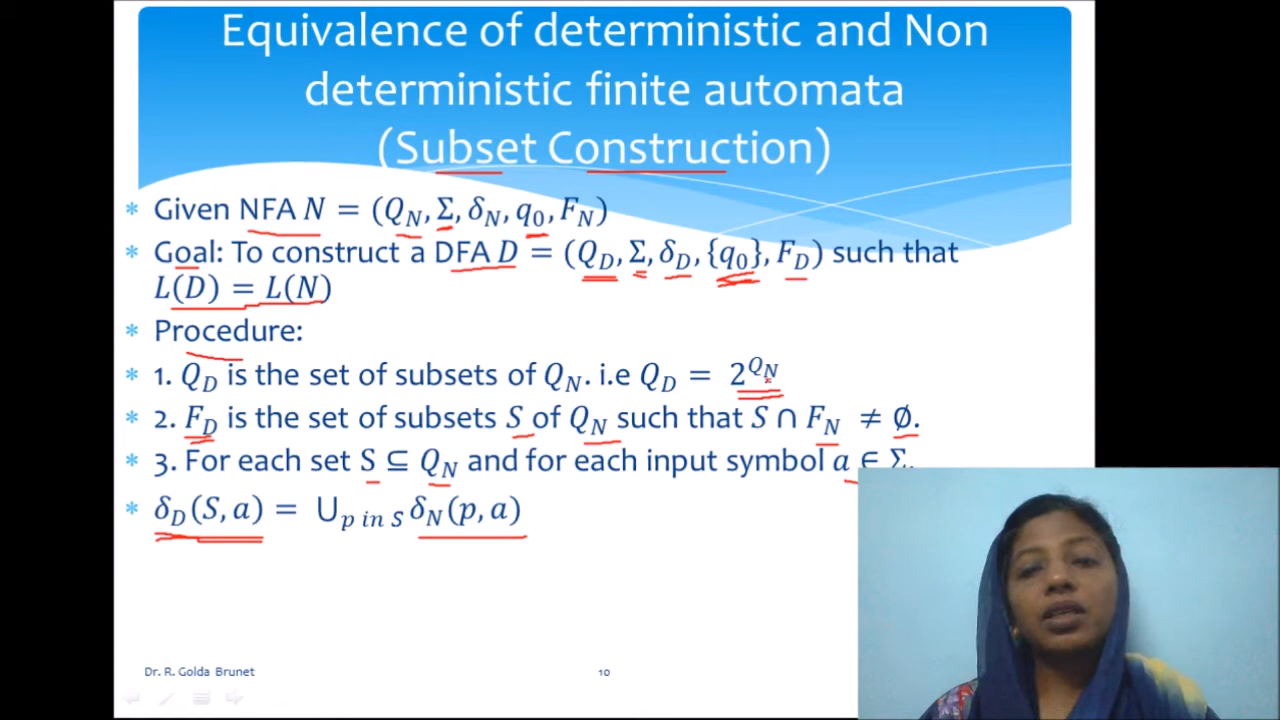 Equivalence of deterministic and Non
deterministic finite automata
(Subset Construction)
* Given NFA N = (Q_N, Σ, δ_N, q_0, F_N)
* Goal: To construct a DFA D = (Q_D, Σ, δ_D, {q_0}, F_D) such that
L(D) = L(N)
* Procedure:
* 1. Q_D is the set of subsets of Q_N. i.e Q_D = 2^{Q_N}
* 2. F_D is the set of subsets S of Q_N such that S ∩ F_N ≠ ∅.
* 3. For each set S ⊆ Q_N and for each input symbol a ∈ Σ.
* δ_D(S, a) = ∪_{p in S} δ_N(p, a)
Dr. R. Golda Brunet 10